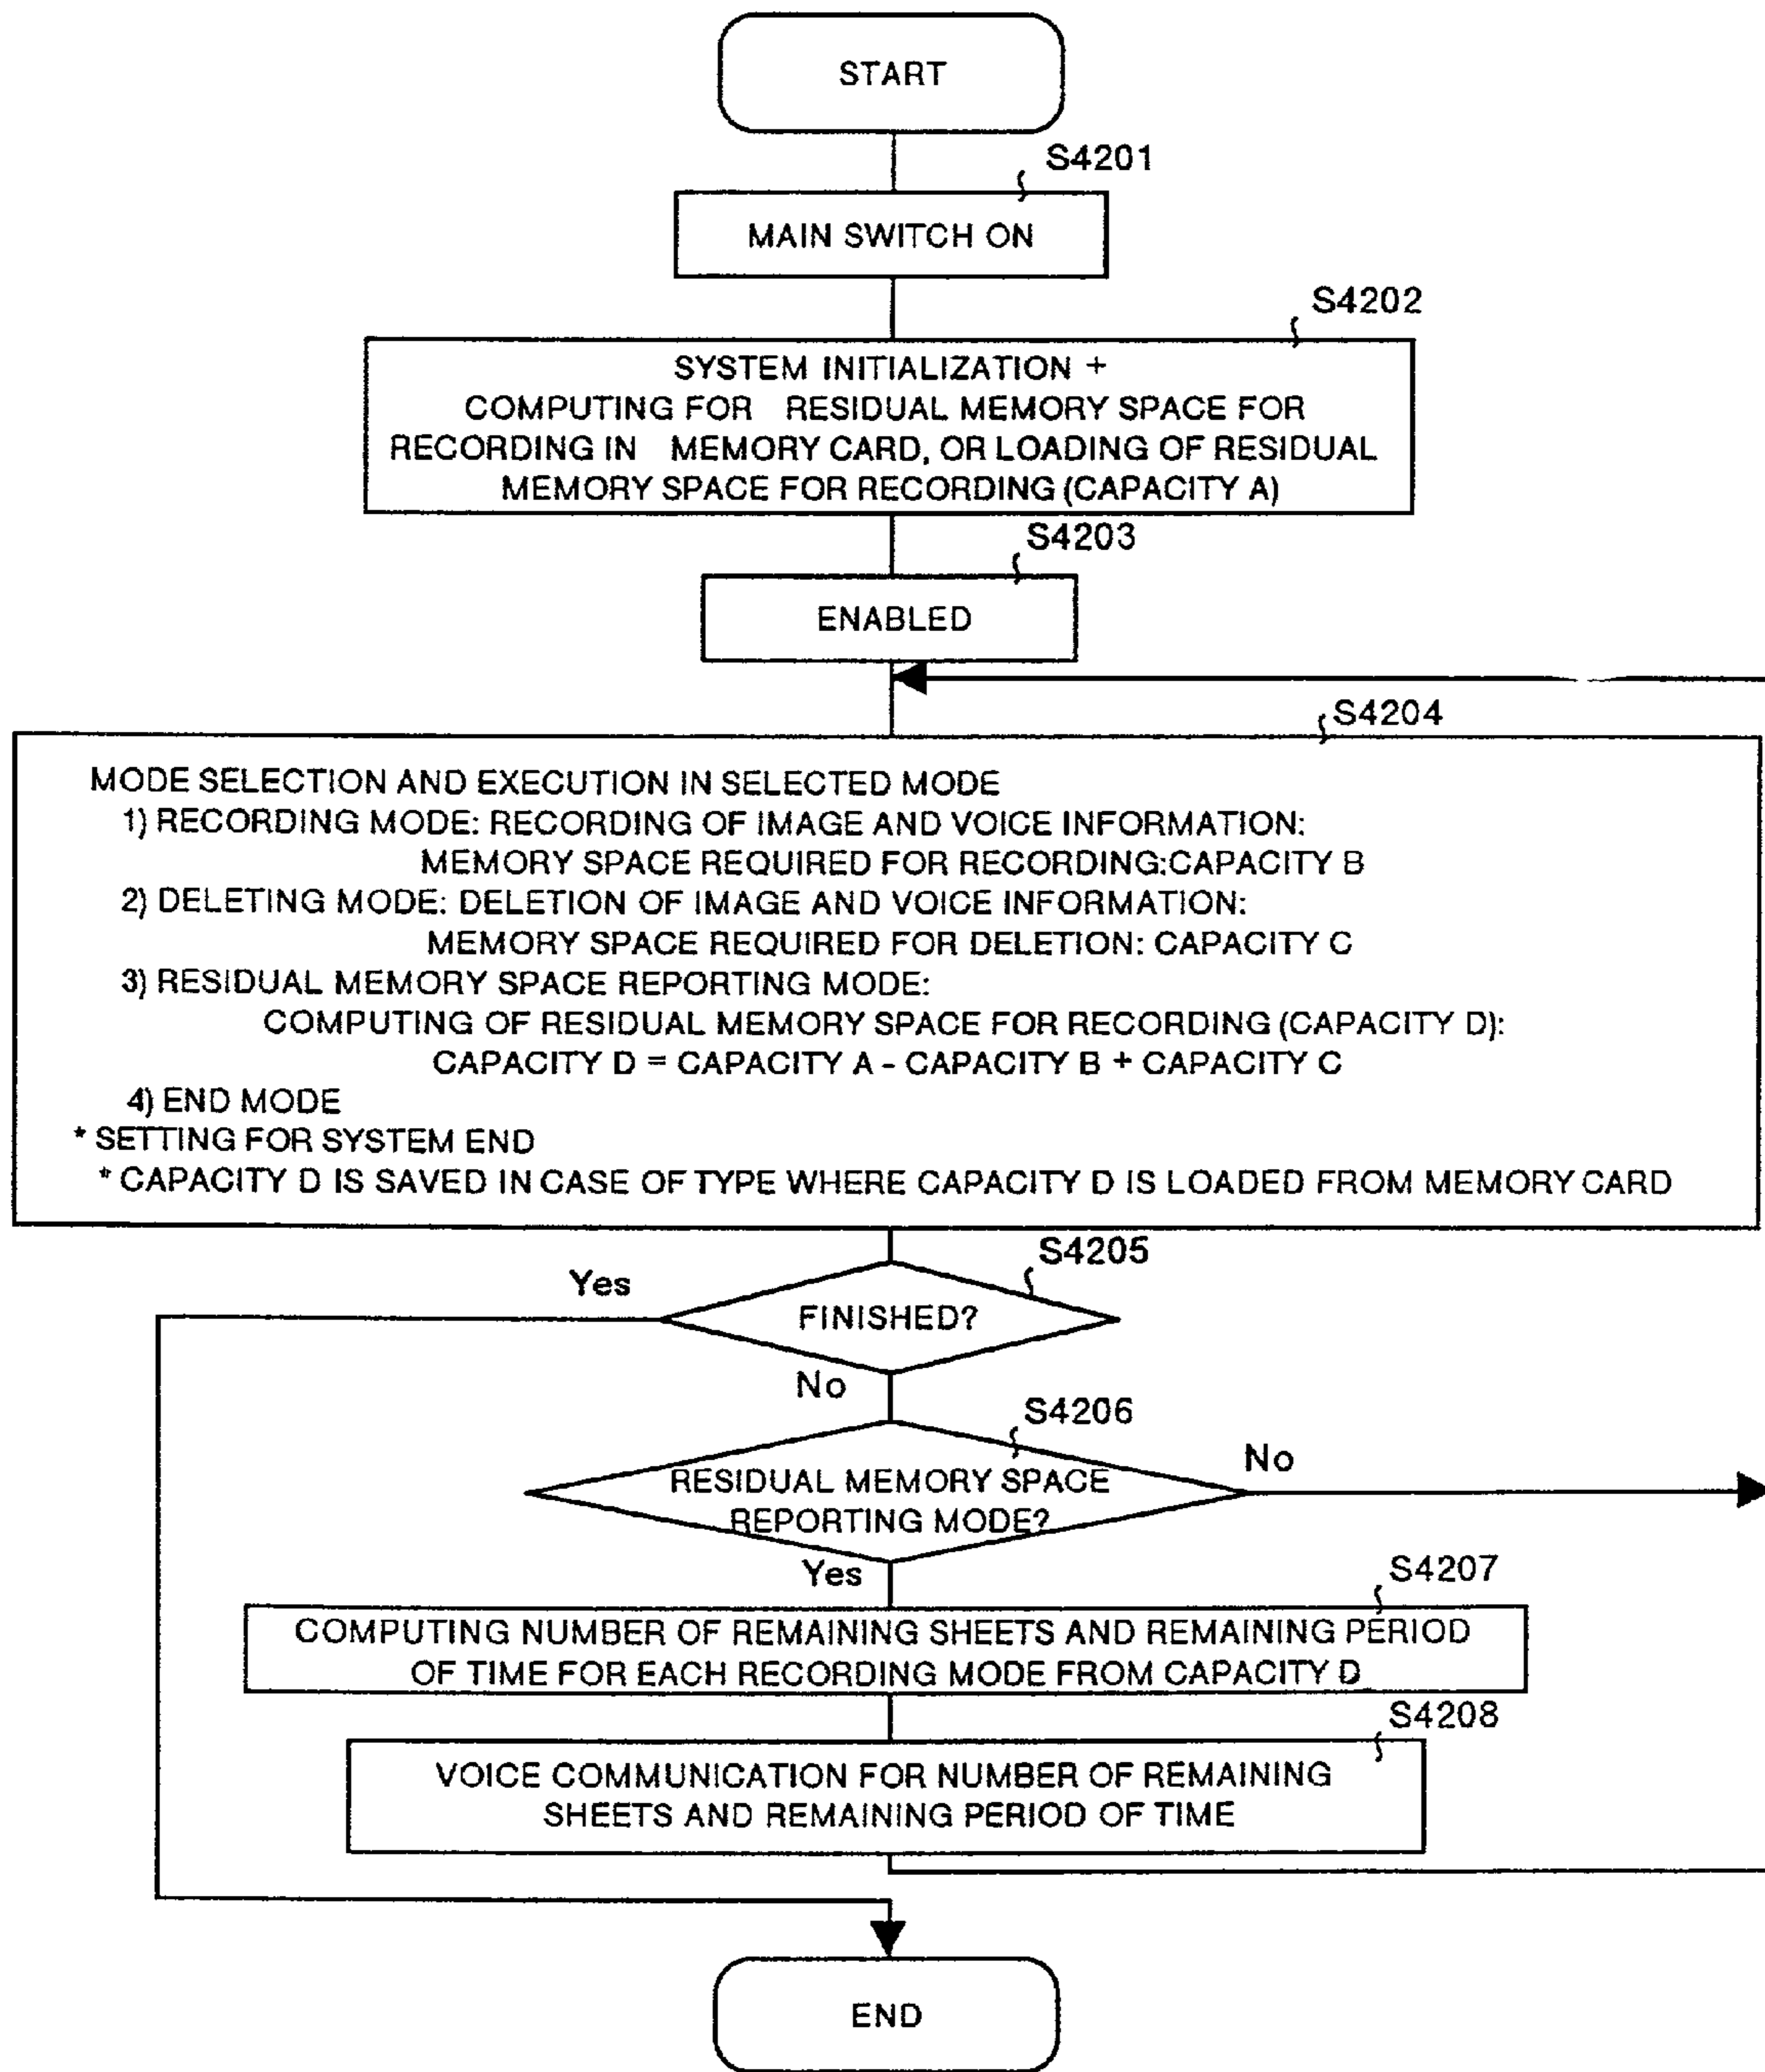 START
S4201
MAIN SWITCH ON
S4202
SYSTEM INITIALIZATION +
COMPUTING FOR RESIDUAL MEMORY SPACE FOR
RECORDING IN MEMORY CARD, OR LOADING OF RESIDUAL
MEMORY SPACE FOR RECORDING (CAPACITY A)
S4203
ENABLED
S4204
MODE SELECTION AND EXECUTION IN SELECTED MODE
1) RECORDING MODE: RECORDING OF IMAGE AND VOICE INFORMATION:
MEMORY SPACE REQUIRED FOR RECORDING:CAPACITY B
2) DELETING MODE: DELETION OF IMAGE AND VOICE INFORMATION:
MEMORY SPACE REQUIRED FOR DELETION: CAPACITY C
3) RESIDUAL MEMORY SPACE REPORTING MODE:
COMPUTING OF RESIDUAL MEMORY SPACE FOR RECORDING (CAPACITY D):
CAPACITY D = CAPACITY A - CAPACITY B + CAPACITY C
4) END MODE
* SETTING FOR SYSTEM END
* CAPACITY D IS SAVED IN CASE OF TYPE WHERE CAPACITY D IS LOADED FROM MEMORY CARD
S4205
Yes
FINISHED?
No
S4206
RESIDUAL MEMORY SPACE
REPORTING MODE?
No
Yes
S4207
COMPUTING NUMBER OF REMAINING SHEETS AND REMAINING PERIOD
OF TIME FOR EACH RECORDING MODE FROM CAPACITY D
S4208
VOICE COMMUNICATION FOR NUMBER OF REMAINING
SHEETS AND REMAINING PERIOD OF TIME
END